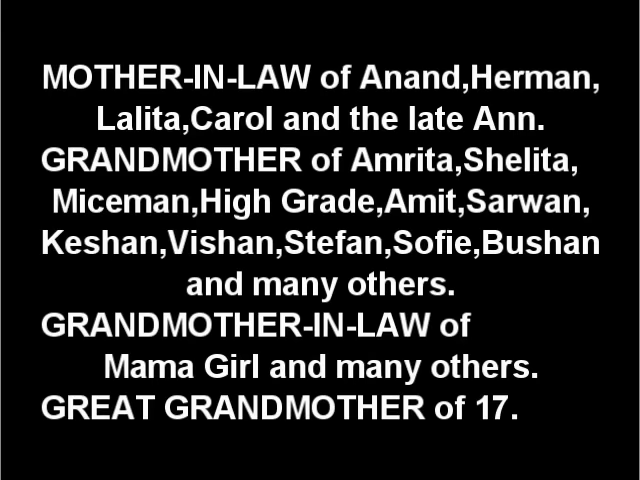 MOTHER-IN-LAW of Anand,Herman,
Lalita,Carol and the late Ann.
GRANDMOTHER of Amrita,Shelita,
Miceman,High Grade,Amit,Sarwan,
Keshan,Vishan,Stefan,Sofie,Bushan
and many others.
GRANDMOTHER-IN-LAW of
Mama Girl and many others.
GREAT GRANDMOTHER of 17.